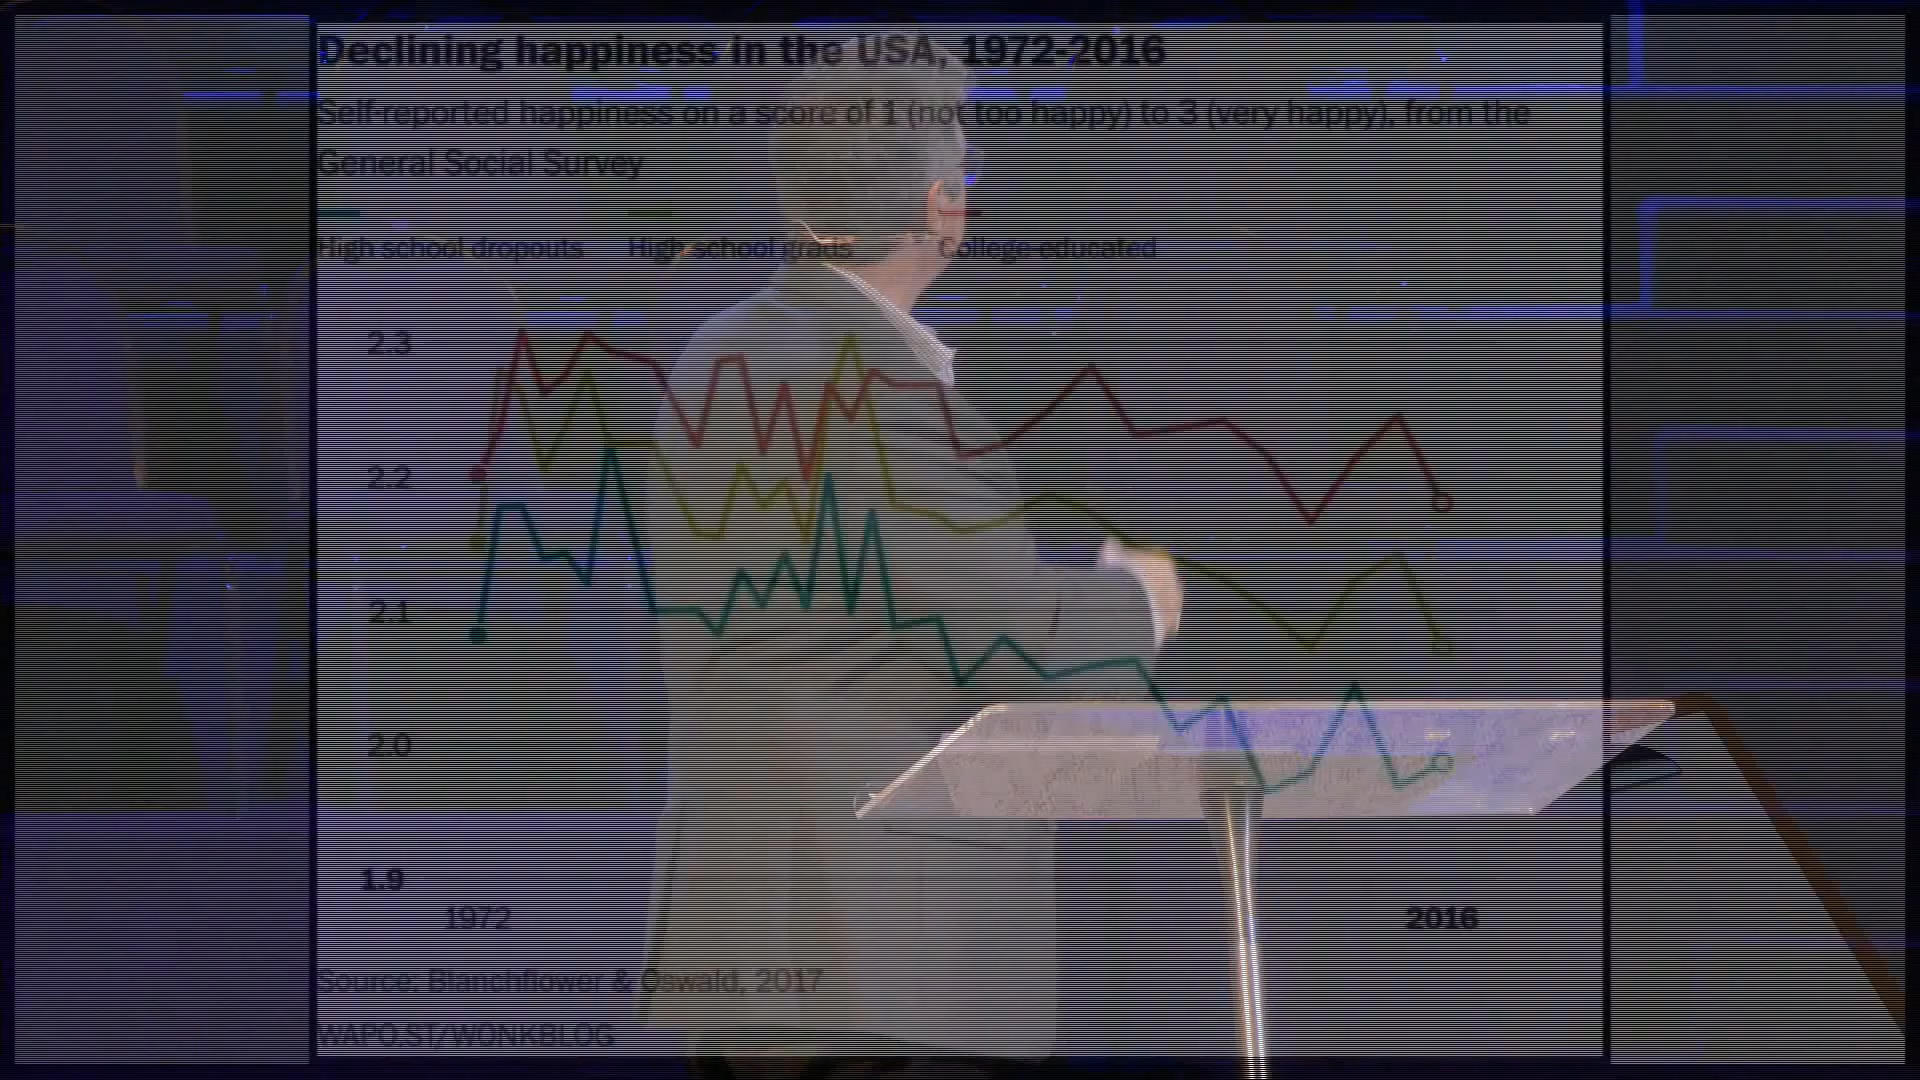 Declining happiness in the USA, 1972-2016
Self-reported happiness on a score of 1 (not too happy) to 3 (very happy), from the
General Social Survey
High school dropouts High school grads College-educated
2.3
2.2
2.1
2.0
1.9
1972 2016
Source: Blanchflower & Oswald, 2017
WAPO.ST/WONKBLOG